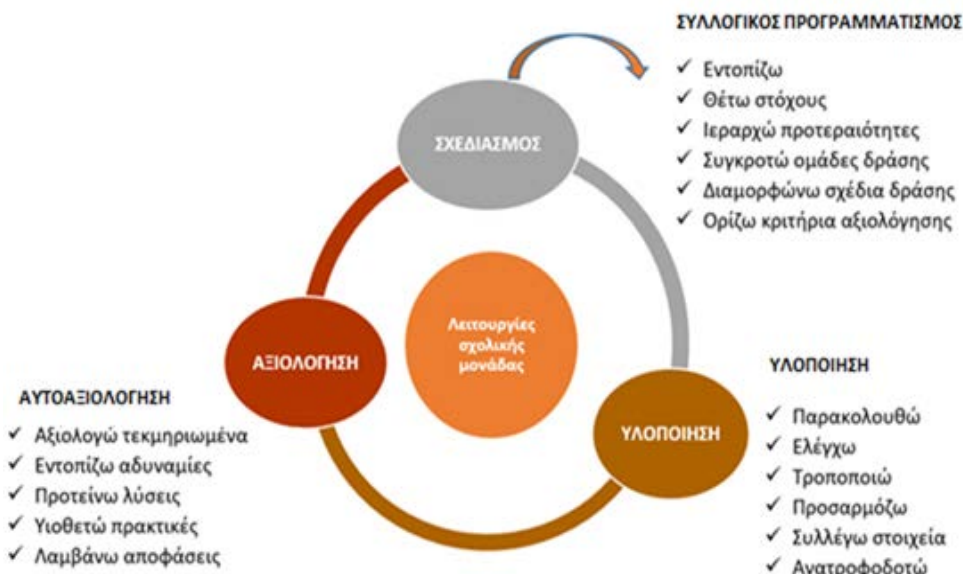 ΣΥΛΛΟΓΙΚΟΣ ΠΡΟΓΡΑΜΜΑΤΙΣΜΟΣ
✓ Εντοπίζω
✓ Θέτω στόχους
✓ Ιεραρχώ προτεραιότητες
✓ Συγκροτώ ομάδες δράσης
✓ Διαμορφώνω σχέδια δράσης
✓ Ορίζω κριτήρια αξιολόγησης
ΣΧΕΔΙΑΣΜΟΣ
Λειτουργίες
σχολικής
μονάδας
ΑΞΙΟΛΟΓΗΣΗ
ΥΛΟΠΟΙΗΣΗ
ΑΥΤΟΑΞΙΟΛΟΓΗΣΗ
✓ Αξιολογώ τεκμηριωμένα
✓ Εντοπίζω αδυναμίες
✓ Προτείνω λύσεις
✓ Υιοθετώ πρακτικές
✓ Λαμβάνω αποφάσεις
ΥΛΟΠΟΙΗΣΗ
✓ Παρακολουθώ
✓ Ελέγχω
✓ Τροποποιώ
✓ Προσαρμόζω
✓ Συλλέγω στοιχεία
✓ Ανατροφοδοτώ